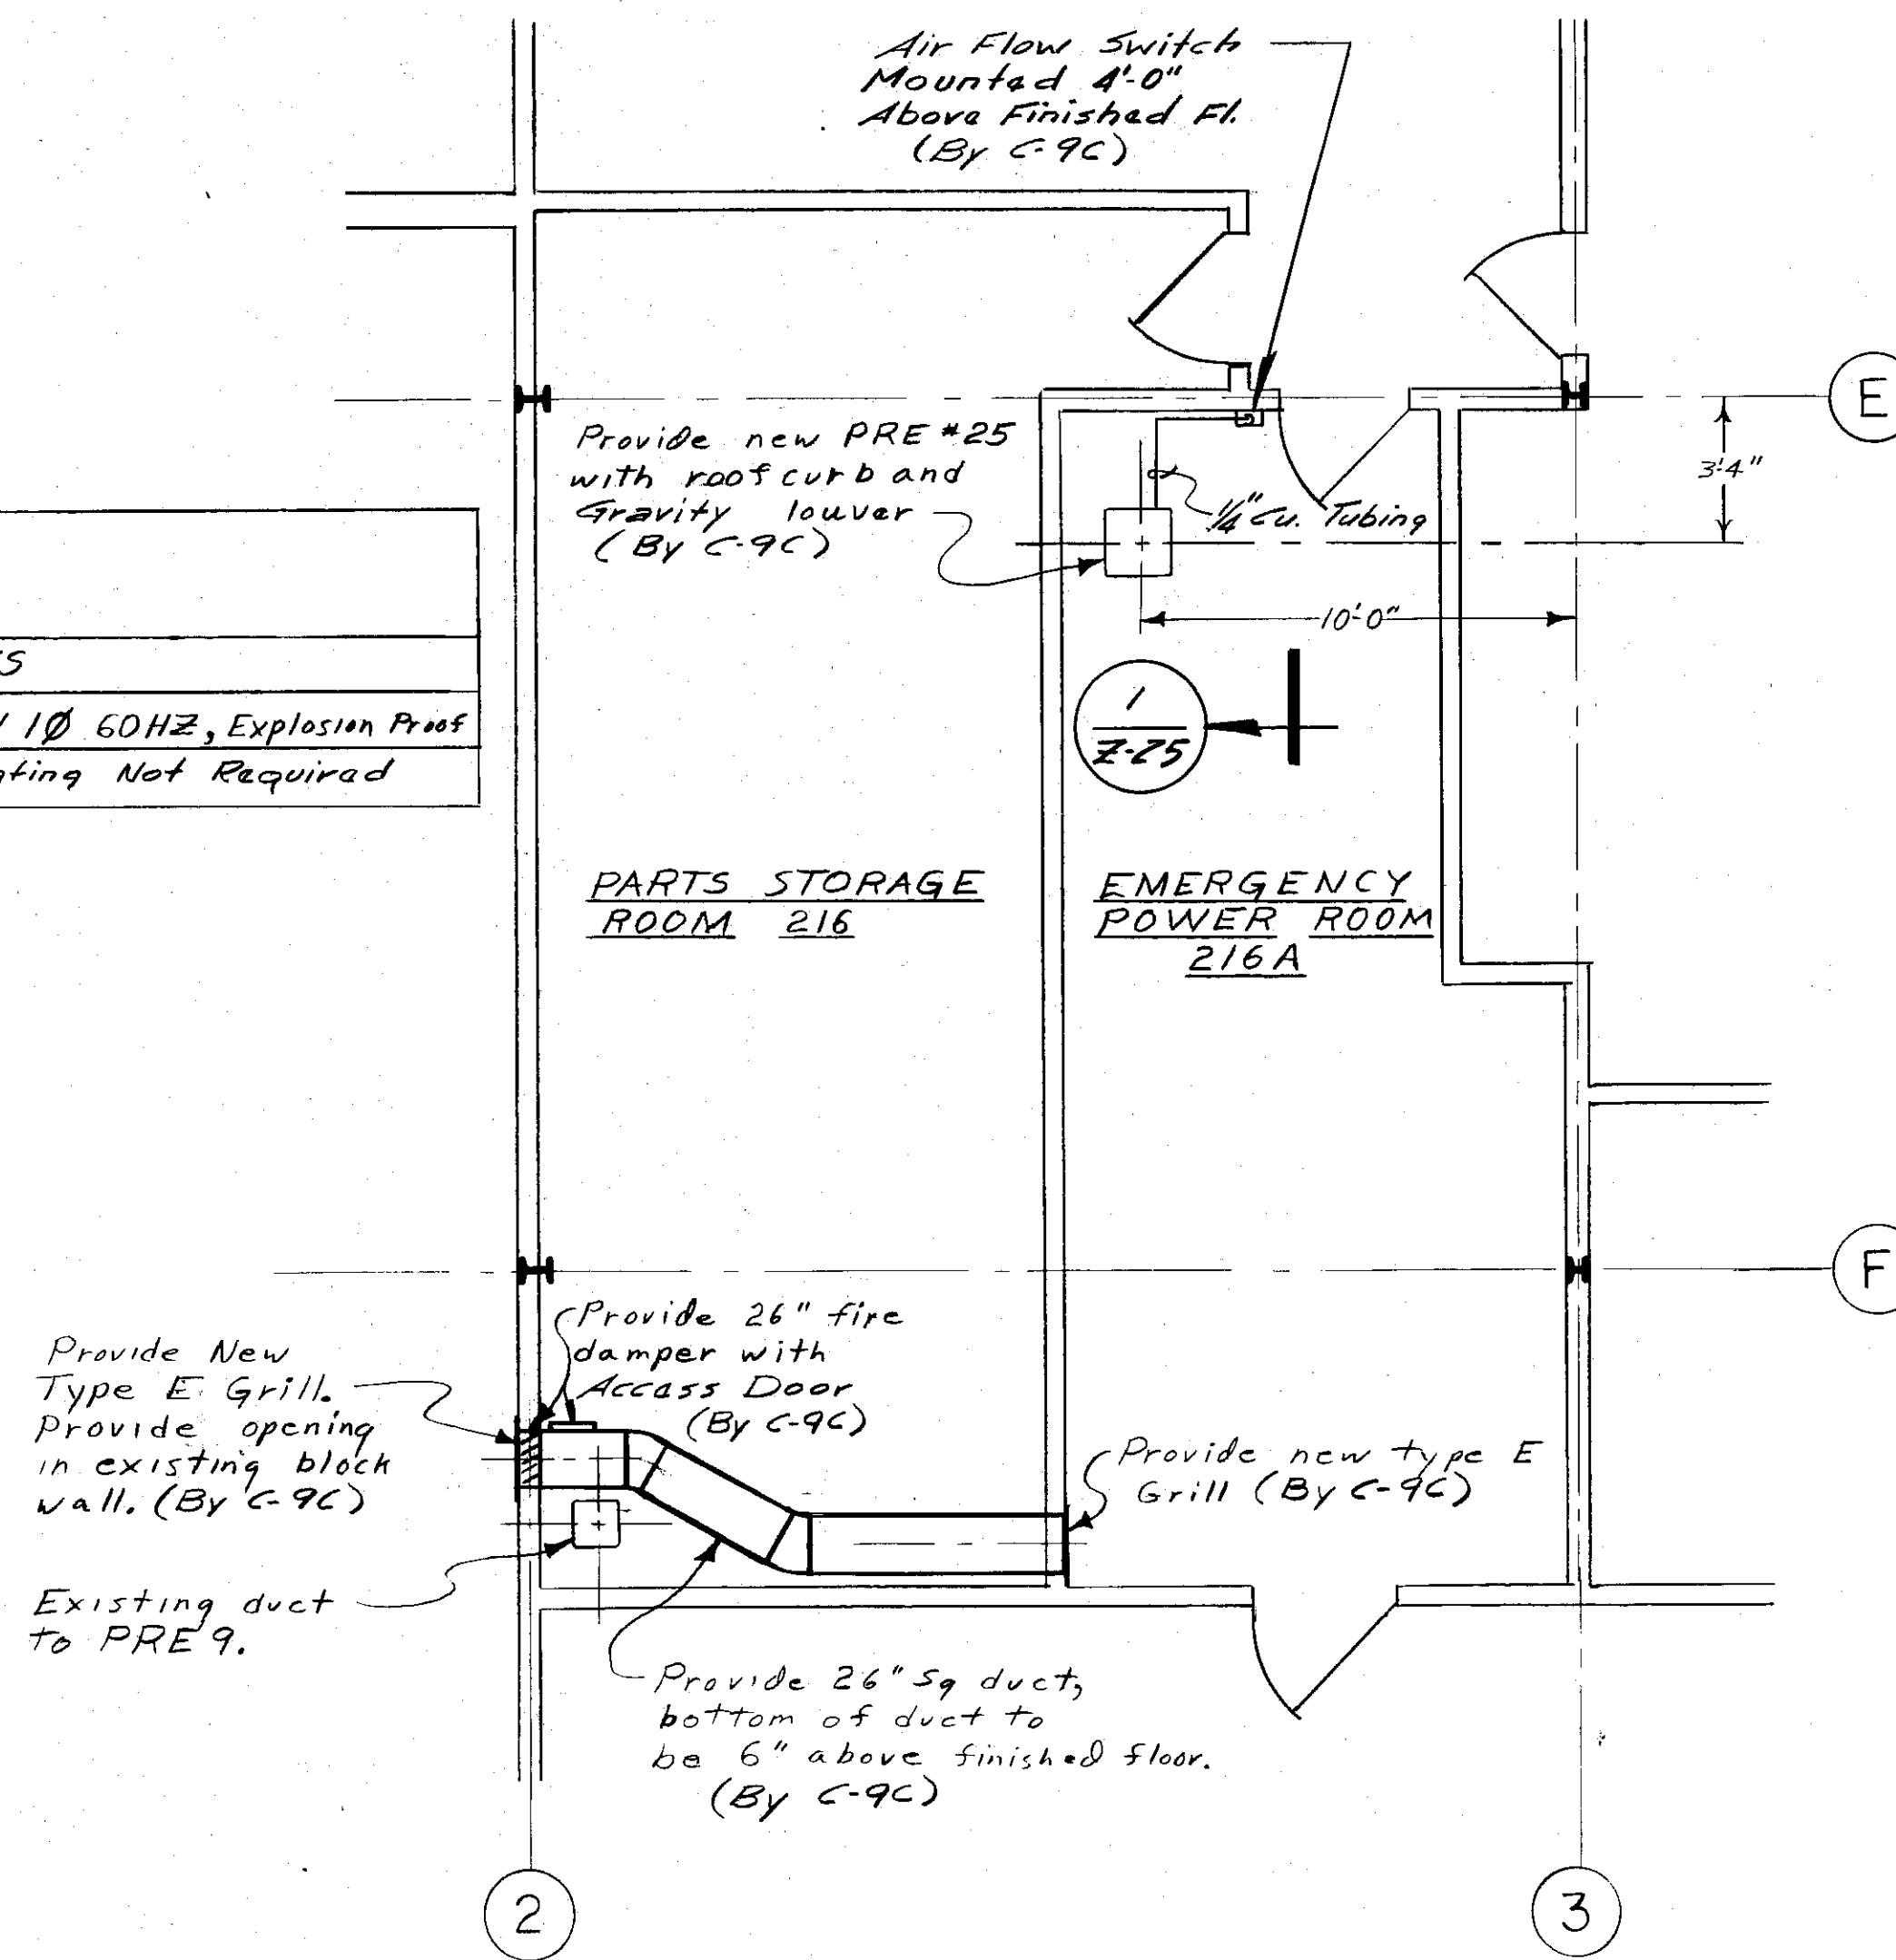 Air Flow Switch
Mounted 4'-0"
Above Finished Fl.
(By C-9C)
E
Provide new PRE #25
with roof curb and
Gravity louver
(By C-9C)
3'4"
1/4" Cu. Tubing
10'-0"
1
Z-25
1Ø 60HZ, Explosion Proof
Not Required
PARTS STORAGE
ROOM 216
EMERGENCY
POWER ROOM
216A
F
Provide 26" fire
damper with
Access Door
(By C-9C)
Provide New
Type E Grill.
Provide opening
in existing block
wall. (By C-9C)
Provide new type E
Grill (By C-9C)
Existing duct
to PRE 9.
Provide 26" Sq duct,
bottom of duct to
be 6" above finished floor.
(By C-9C)
2
3